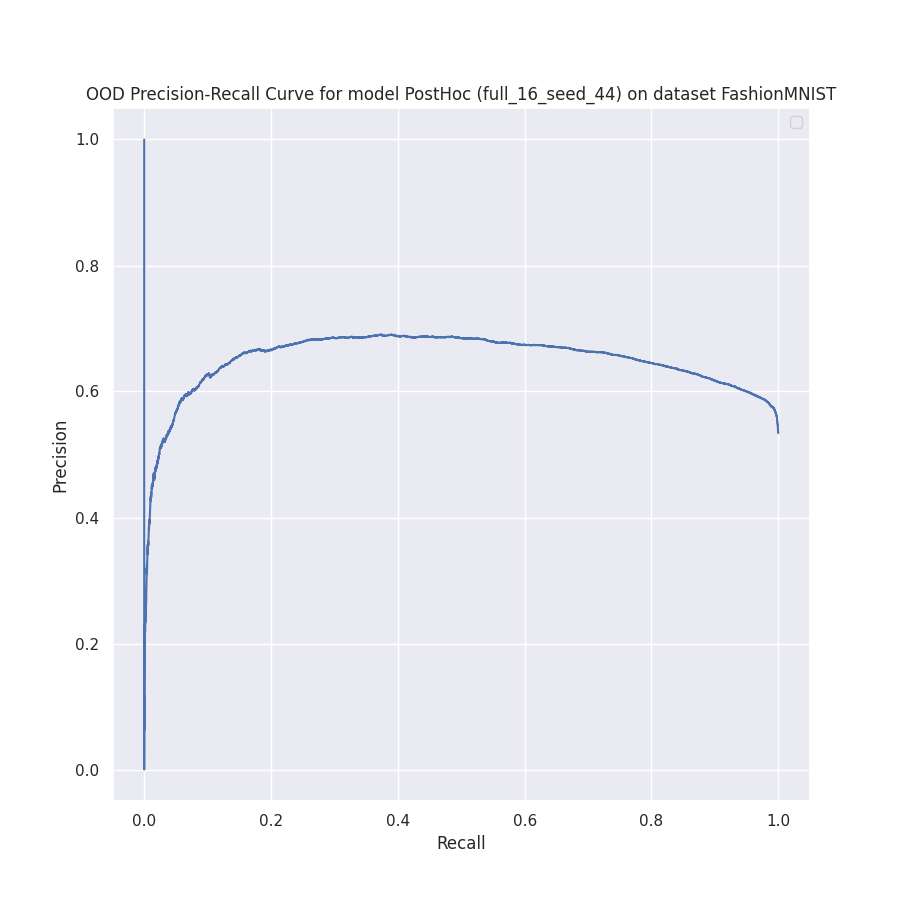 OOD Precision-Recall Curve for model PostHoc (full_16_seed_44) on dataset FashionMNIST
1.0
0.8
0.6
0.4
0.2
0.0
Precision
0.0 0.2 0.4 0.6 0.8 1.0
Recall